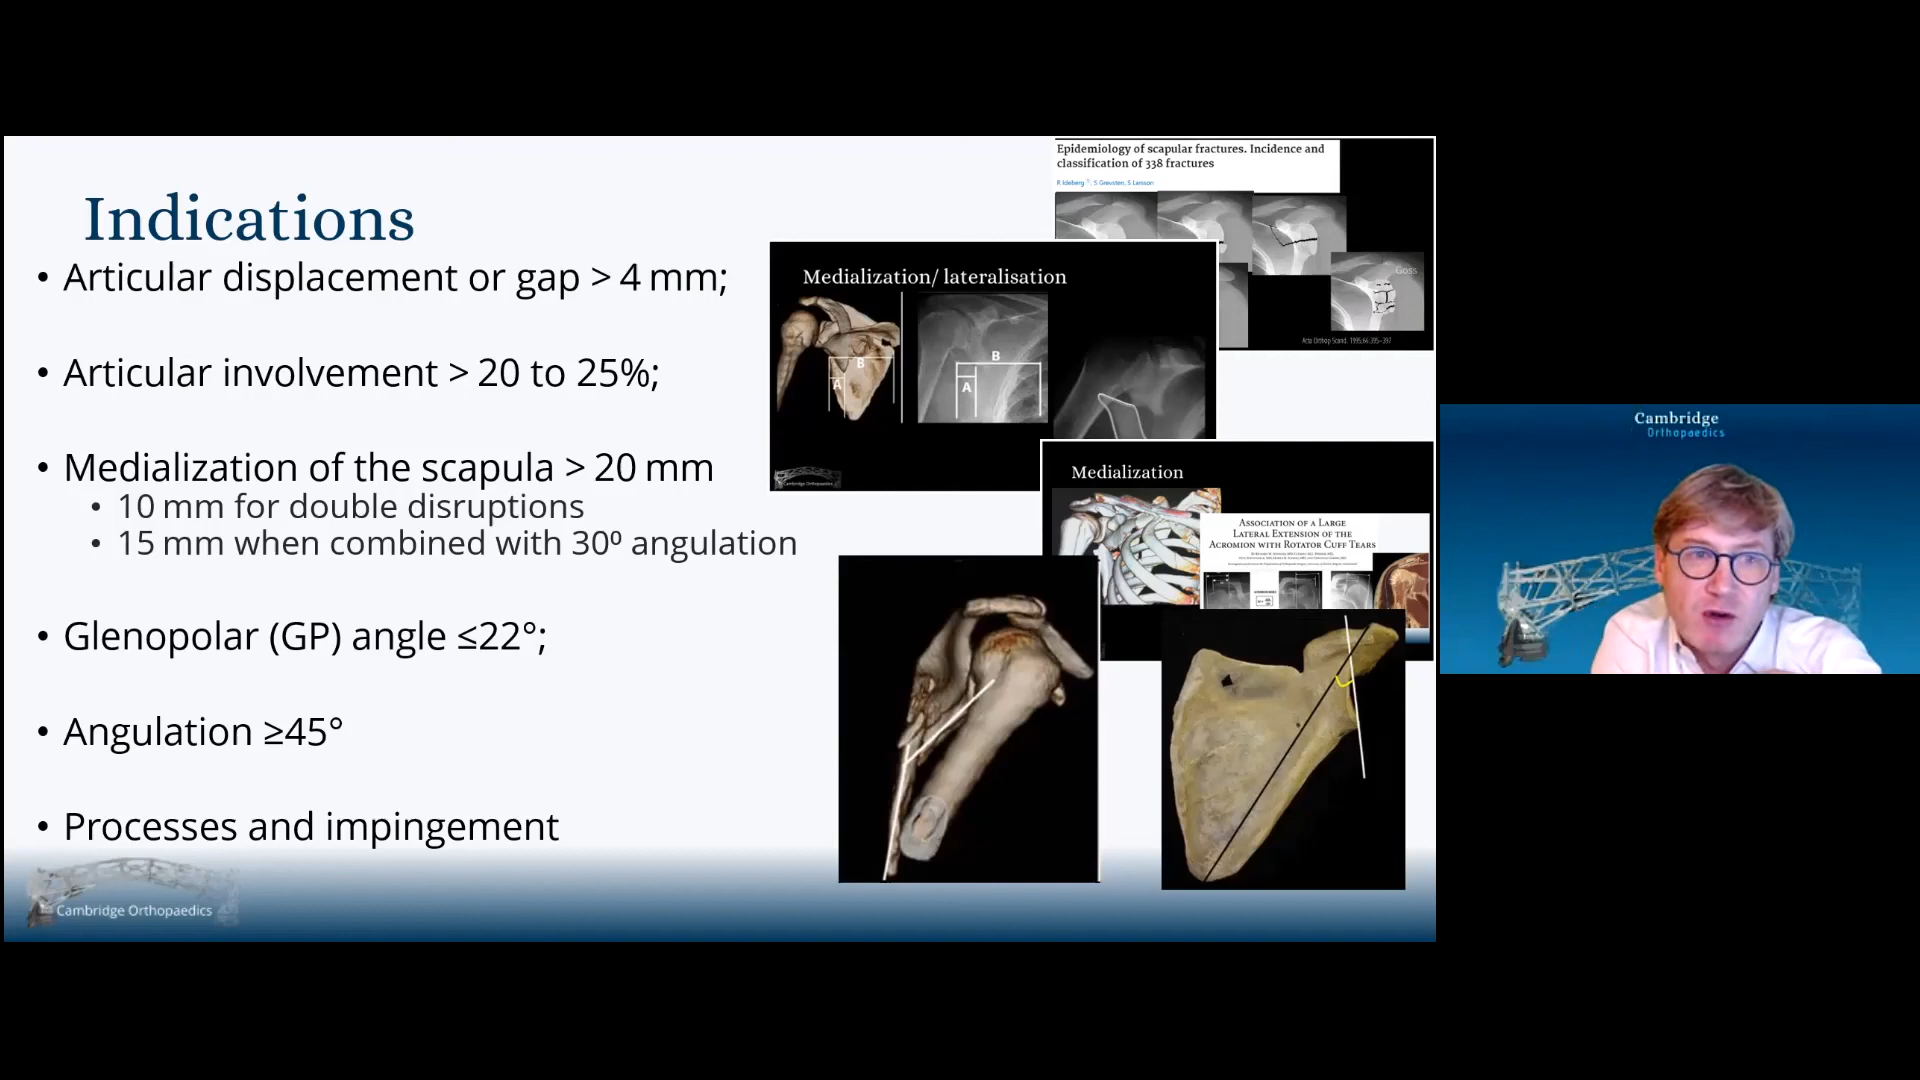 Indications
• Articular displacement or gap > 4 mm;
• Articular involvement > 20 to 25%;
• Medialization of the scapula > 20 mm
• 10 mm for double disruptions
• 15 mm when combined with 30º angulation
• Glenopolar (GP) angle ≤22°;
• Angulation ≥45°
• Processes and impingement
Cambridge Orthopaedics
Epidemiology of scapular fractures. Incidence and
classification of 338 fractures
Goss
Acta Orthop Scand. 1995;66:395–397
Medialization/ lateralisation
B
A
B
A
Cambridge Orthopaedics
Medialization
Association of a Large
Lateral Extension of the
Acromion with Rotator Cuff Tears
Cambridge
Orthopaedics